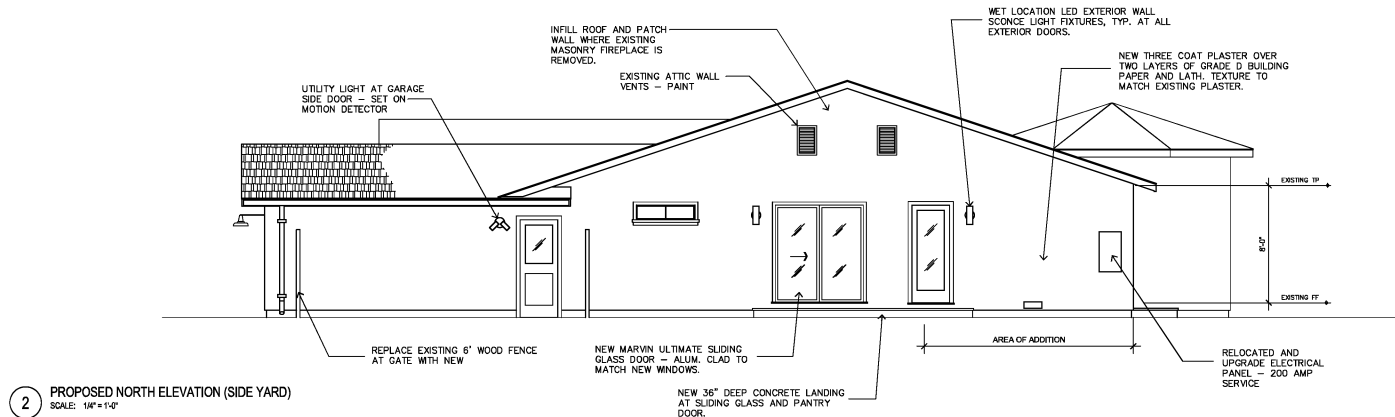 WET LOCATION LED EXTERIOR WALL
SCONCE LIGHT FIXTURES, TYP. AT ALL
EXTERIOR DOORS.
INFILL ROOF AND PATCH
WALL WHERE EXISTING
MASONRY FIREPLACE IS
REMOVED.
NEW THREE COAT PLASTER OVER
TWO LAYERS OF GRADE D BUILDING
PAPER AND LATH. TEXTURE TO
MATCH EXISTING PLASTER.
EXISTING ATTIC WALL
VENTS – PAINT
UTILITY LIGHT AT GARAGE
SIDE DOOR – SET ON
MOTION DETECTOR
EXISTING TP
8'-0"
EXISTING FF
AREA OF ADDITION
REPLACE EXISTING 6' WOOD FENCE
AT GATE WITH NEW
NEW MARVIN ULTIMATE SLIDING
GLASS DOOR – ALUM. CLAD TO
MATCH NEW WINDOWS.
RELOCATED AND
UPGRADE ELECTRICAL
PANEL – 200 AMP
SERVICE
NEW 36" DEEP CONCRETE LANDING
AT SLIDING GLASS AND PANTRY
DOOR.
2
PROPOSED NORTH ELEVATION (SIDE YARD)
SCALE: 1/4" = 1'-0"